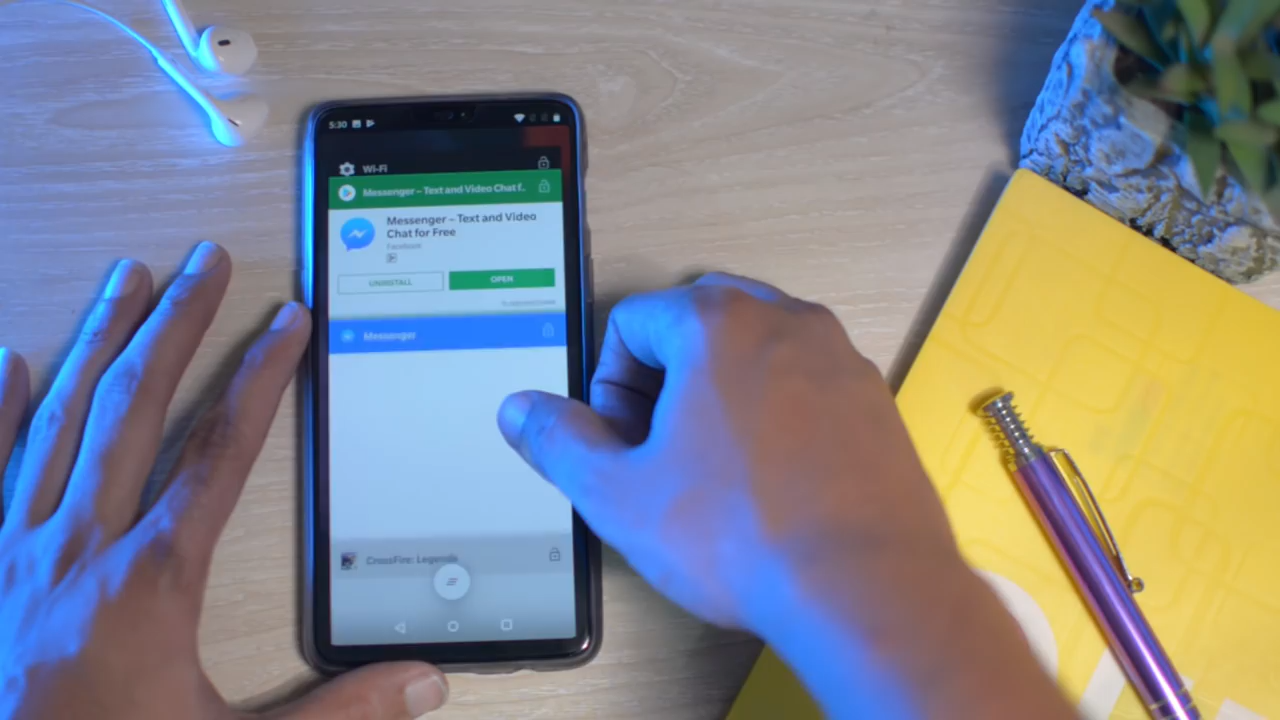 5:30
Wi-Fi
Messenger – Text and Video Chat f..
Messenger – Text and Video
Chat for Free
Facebook
UNINSTALL
OPEN
Messenger
CrossFire: Legends